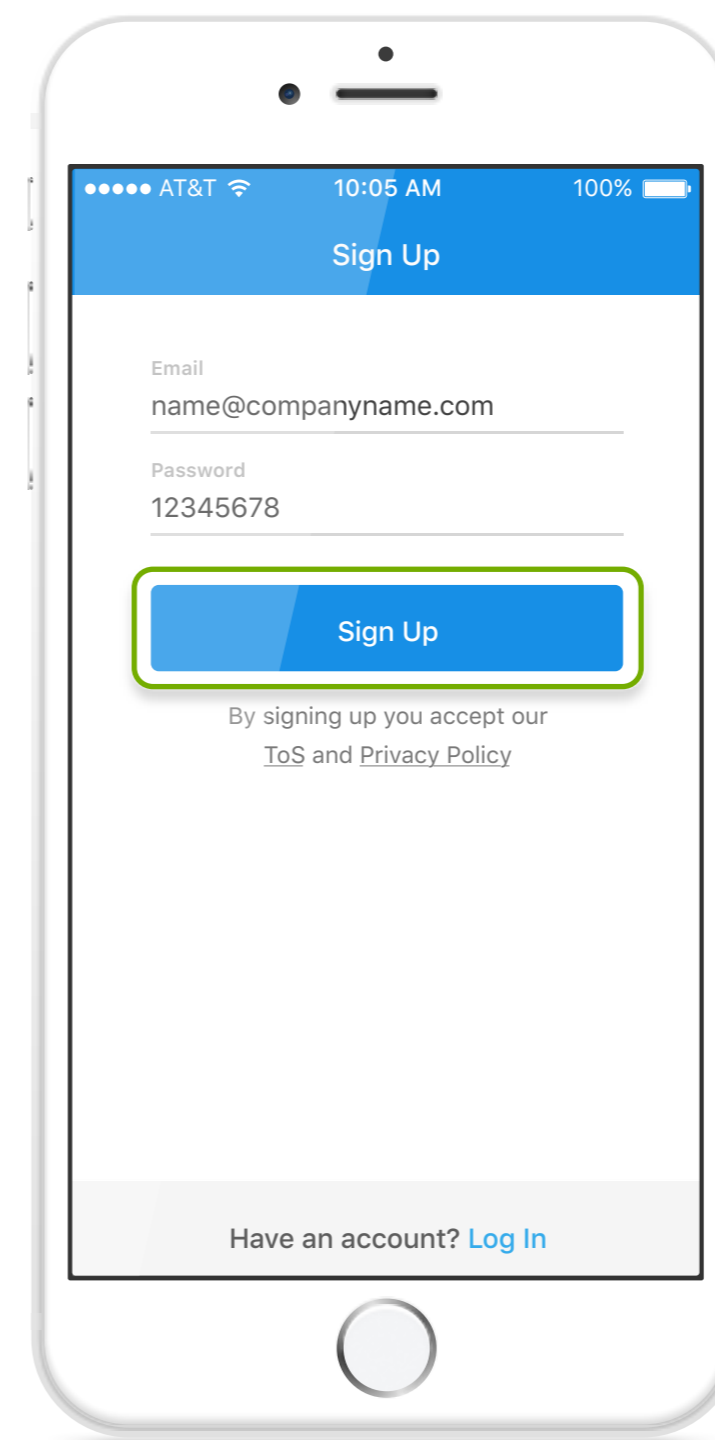 AT&T 10:05 AM 100%
Sign Up
Email
name@companyname.com
Password
12345678
Sign Up
By signing up you accept our
ToS and Privacy Policy
Have an account? Log In